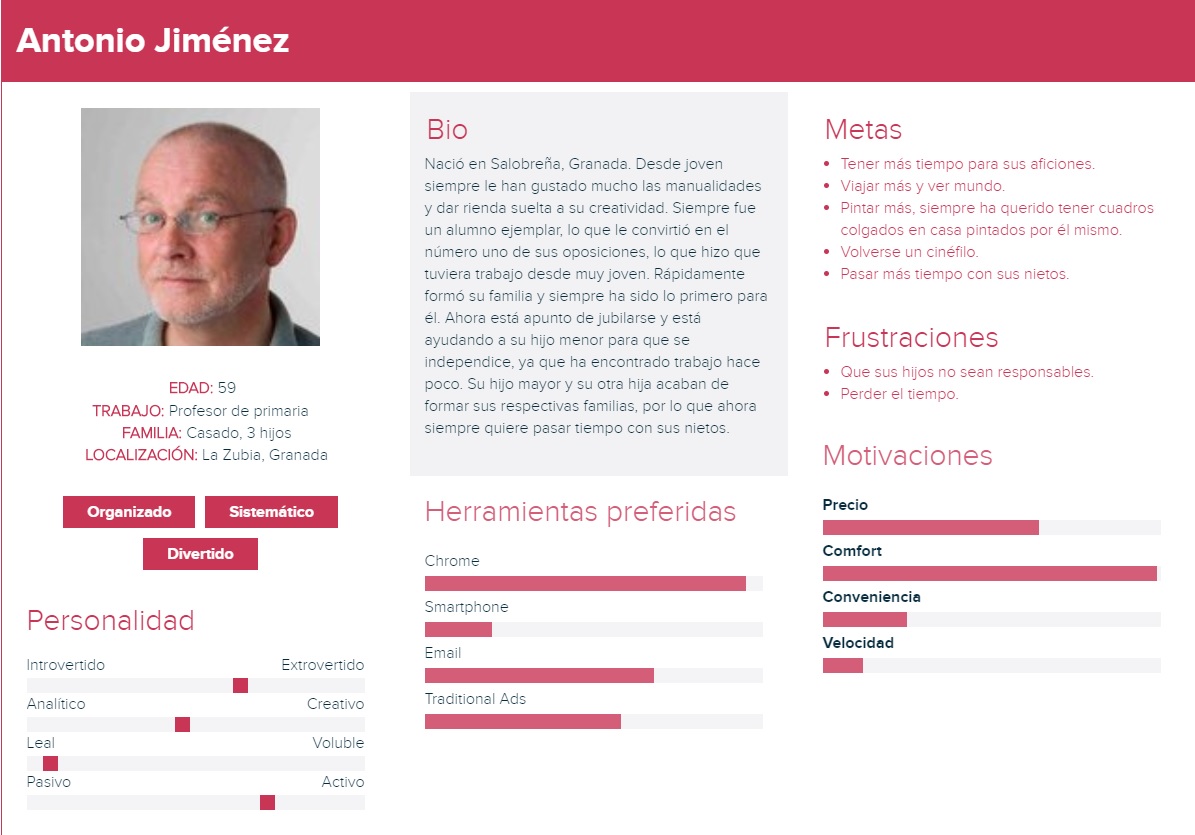 Antonio Jiménez
EDAD: 59
TRABAJO: Profesor de primaria
FAMILIA: Casado, 3 hijos
LOCALIZACIÓN: La Zubia, Granada
Organizado
Sistemático
Divertido
Personalidad
Introvertido Extrovertido
Analítico Creativo
Leal Voluble
Pasivo Activo
Bio
Nació en Salobreña, Granada. Desde joven
siempre le han gustado mucho las manualidades
y dar rienda suelta a su creatividad. Siempre fue
un alumno ejemplar, lo que le convirtió en el
número uno de sus oposiciones, lo que hizo que
tuviera trabajo desde muy joven. Rápidamente
formó su familia y siempre ha sido lo primero para
él. Ahora está apunto de jubilarse y está
ayudando a su hijo menor para que se
independice, ya que ha encontrado trabajo hace
poco. Su hijo mayor y su otra hija acaban de
formar sus respectivas familias, por lo que ahora
siempre quiere pasar tiempo con sus nietos.
Herramientas preferidas
Chrome
Smartphone
Email
Traditional Ads
Metas
• Tener más tiempo para sus aficiones.
• Viajar más y ver mundo.
• Pintar más, siempre ha querido tener cuadros
colgados en casa pintados por él mismo.
• Volverse un cinéfilo.
• Pasar más tiempo con sus nietos.
Frustraciones
• Que sus hijos no sean responsables.
• Perder el tiempo.
Motivaciones
Precio
Comfort
Conveniencia
Velocidad